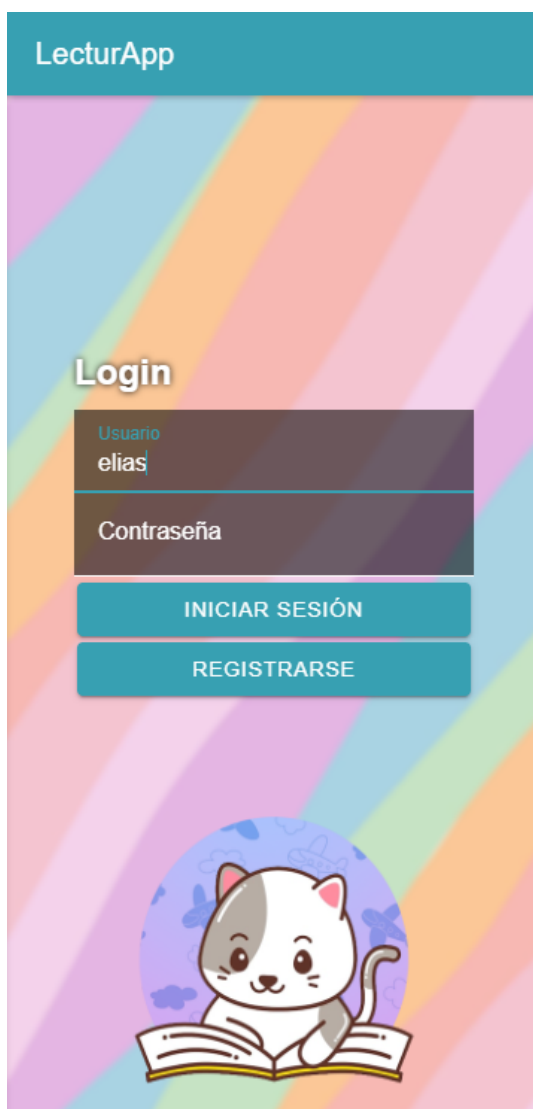 LecturApp
Login
Usuario
elias
Contraseña
INICIAR SESIÓN
REGISTRARSE